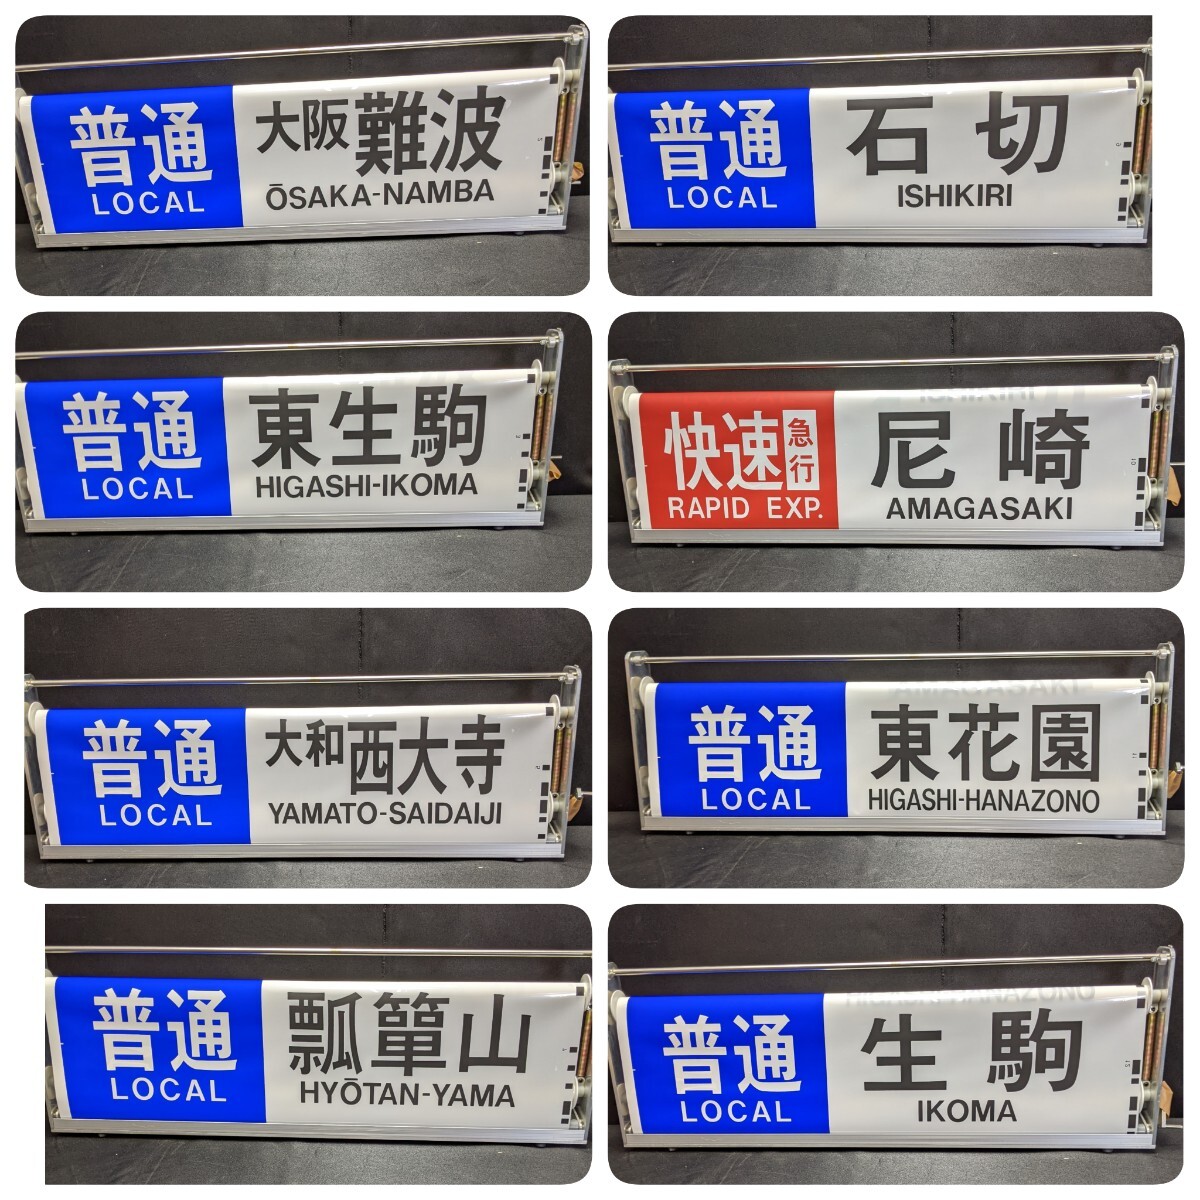 普通 大阪難波
LOCAL ŌSAKA-NAMBA
普通 石切
LOCAL ISHIKIRI
普通 東生駒
LOCAL HIGASHI-IKOMA
快速急行 尼崎
RAPID EXP. AMAGASAKI
普通 大和西大寺
LOCAL YAMATO-SAIDAIJI
普通 東花園
LOCAL HIGASHI-HANAZONO
普通 瓢箪山
LOCAL HYŌTAN-YAMA
普通 生駒
LOCAL IKOMA